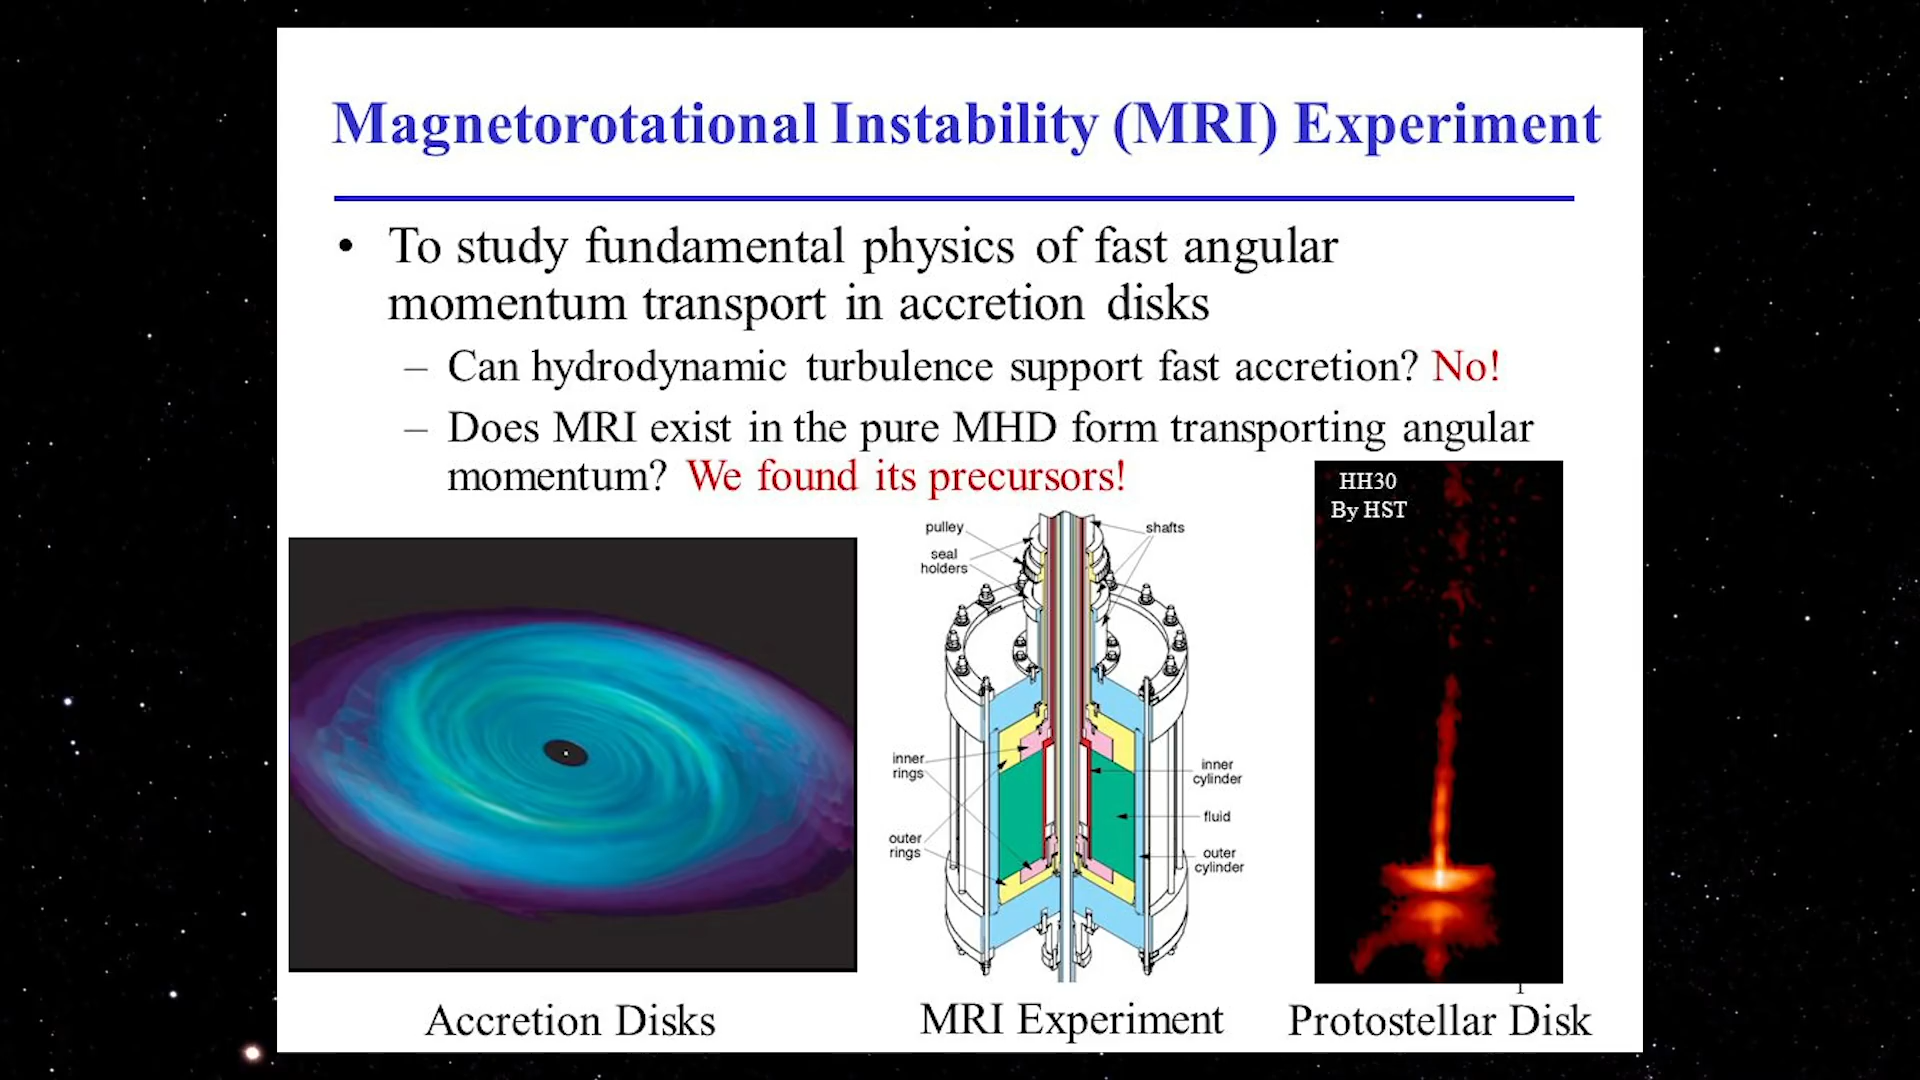 Magnetorotational Instability (MRI) Experiment
• To study fundamental physics of fast angular
momentum transport in accretion disks
– Can hydrodynamic turbulence support fast accretion? No!
– Does MRI exist in the pure MHD form transporting angular
momentum? We found its precursors!
HH30
By HST
pulley
shafts
seal
holders
inner
rings
inner
cylinder
fluid
outer
rings
outer
cylinder
Accretion Disks
MRI Experiment
Protostellar Disk